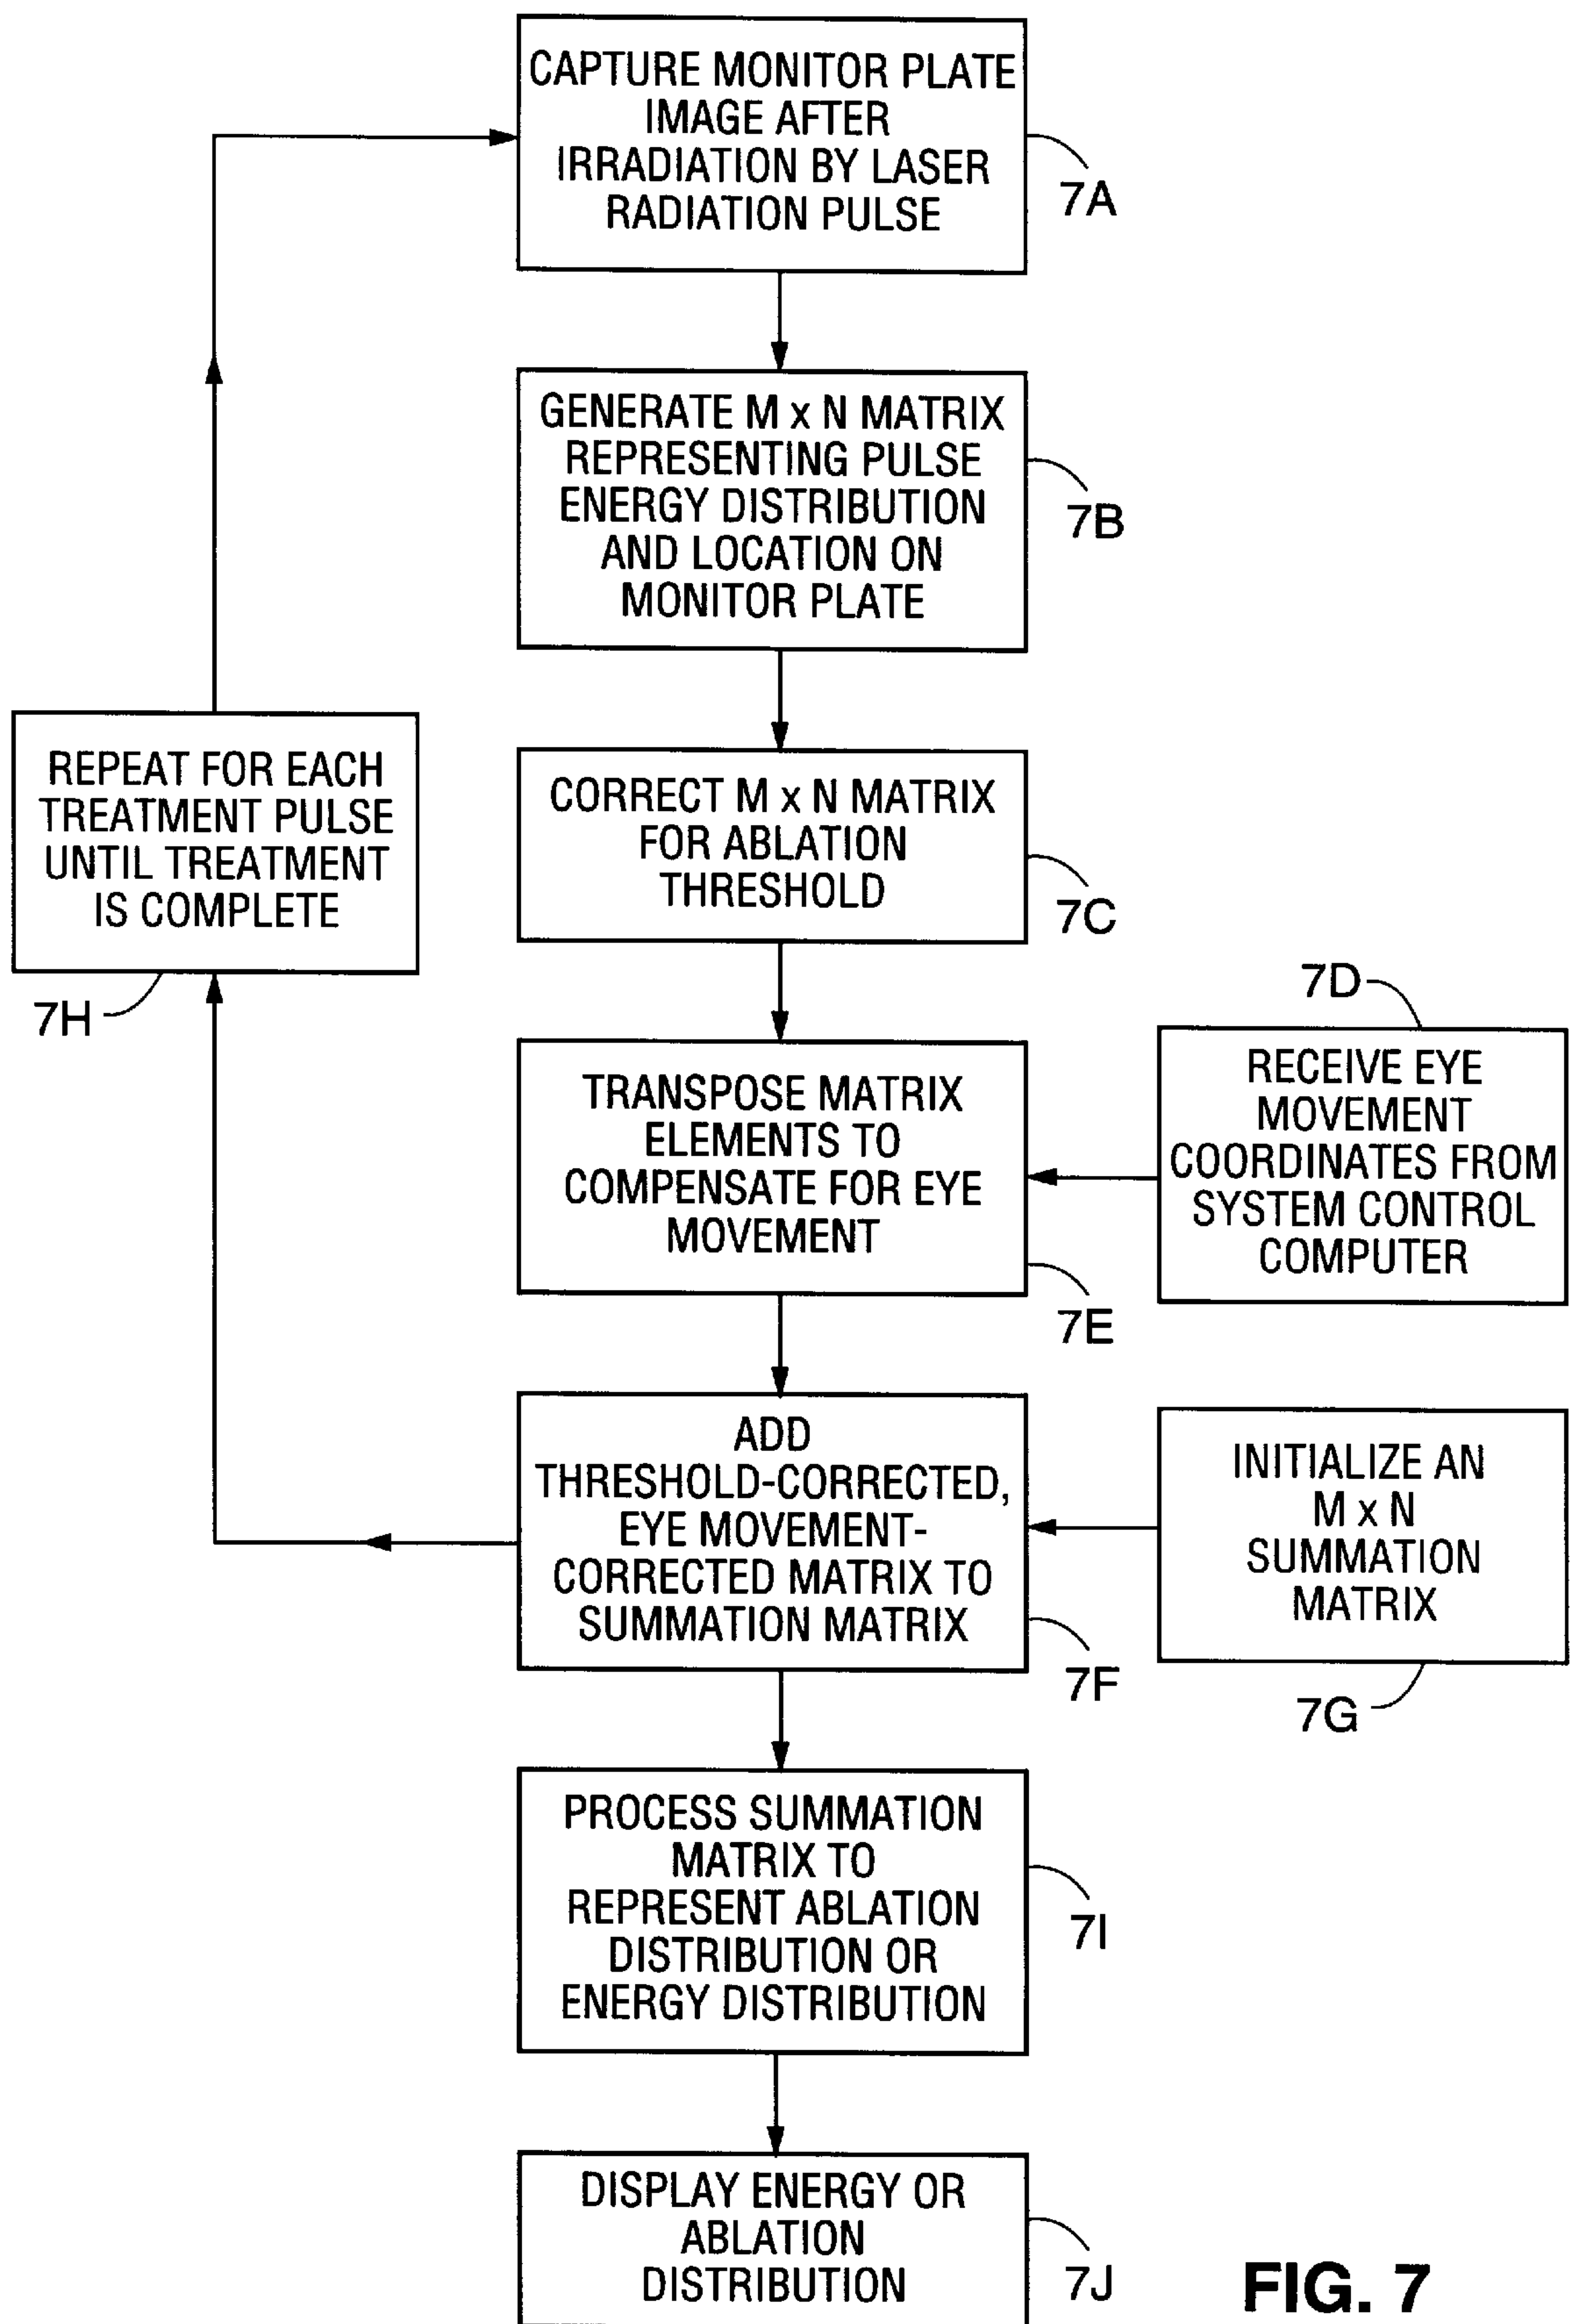 CAPTURE MONITOR PLATE
IMAGE AFTER
IRRADIATION BY LASER
RADIATION PULSE
7A
GENERATE M x N MATRIX
REPRESENTING PULSE
ENERGY DISTRIBUTION
AND LOCATION ON
MONITOR PLATE
7B
REPEAT FOR EACH
TREATMENT PULSE
UNTIL TREATMENT
IS COMPLETE
7H
CORRECT M x N MATRIX
FOR ABLATION
THRESHOLD
7C
7D
RECEIVE EYE
MOVEMENT
COORDINATES FROM
SYSTEM CONTROL
COMPUTER
TRANSPOSE MATRIX
ELEMENTS TO
COMPENSATE FOR EYE
MOVEMENT
7E
ADD
THRESHOLD-CORRECTED,
EYE MOVEMENT-
CORRECTED MATRIX TO
SUMMATION MATRIX
7F
INITIALIZE AN
M x N
SUMMATION
MATRIX
7G
PROCESS SUMMATION
MATRIX TO
REPRESENT ABLATION
DISTRIBUTION OR
ENERGY DISTRIBUTION
7I
DISPLAY ENERGY OR
ABLATION
DISTRIBUTION
7J
FIG. 7